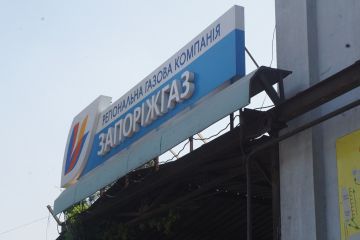 РЕГІОНАЛЬНА ГАЗОВА КОМПАНІЯ
ЗАПОРІЖГАЗ